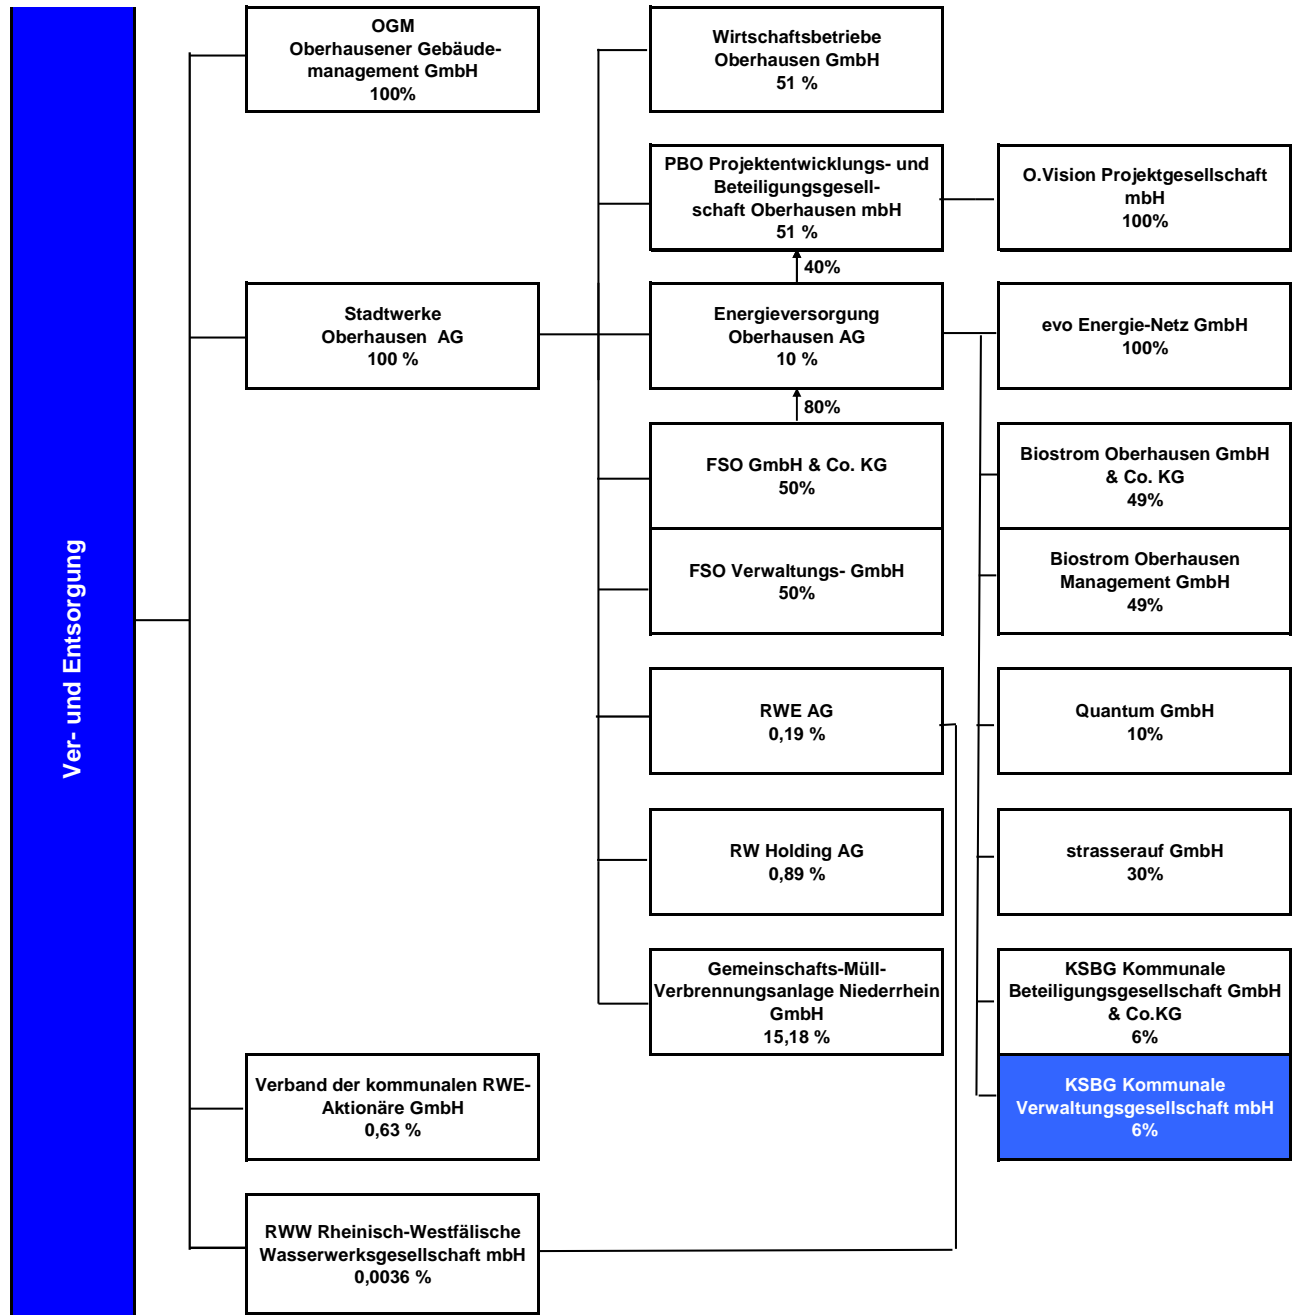 Ver- und Entsorgung
OGM
Oberhausener Gebäude-
management GmbH
100%
Stadtwerke
Oberhausen AG
100 %
Verband der kommunalen RWE-
Aktionäre GmbH
0,63 %
RWW Rheinisch-Westfälische
Wasserwerksgesellschaft mbH
0,0036 %
Wirtschaftsbetriebe
Oberhausen GmbH
51 %
PBO Projektentwicklungs- und
Beteiligungsgesell-
schaft Oberhausen mbH
51 %
40%
Energieversorgung
Oberhausen AG
10 %
80%
FSO GmbH & Co. KG
50%
FSO Verwaltungs- GmbH
50%
RWE AG
0,19 %
RW Holding AG
0,89 %
Gemeinschafts-Müll-
Verbrennungsanlage Niederrhein
GmbH
15,18 %
O.Vision Projektgesellschaft
mbH
100%
evo Energie-Netz GmbH
100%
Biostrom Oberhausen GmbH
& Co. KG
49%
Biostrom Oberhausen
Management GmbH
49%
Quantum GmbH
10%
strasserauf GmbH
30%
KSBG Kommunale
Beteiligungsgesellschaft GmbH
& Co.KG
6%
KSBG Kommunale
Verwaltungsgesellschaft mbH
6%